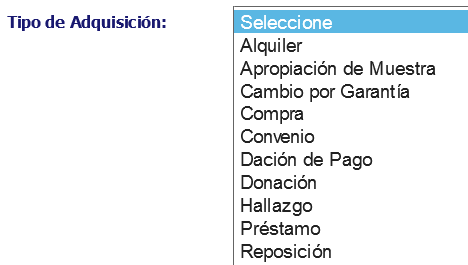 Tipo de Adquisición:
Seleccione
Alquiler
Apropiación de Muestra
Cambio por Garantía
Compra
Convenio
Dación de Pago
Donación
Hallazgo
Préstamo
Reposición